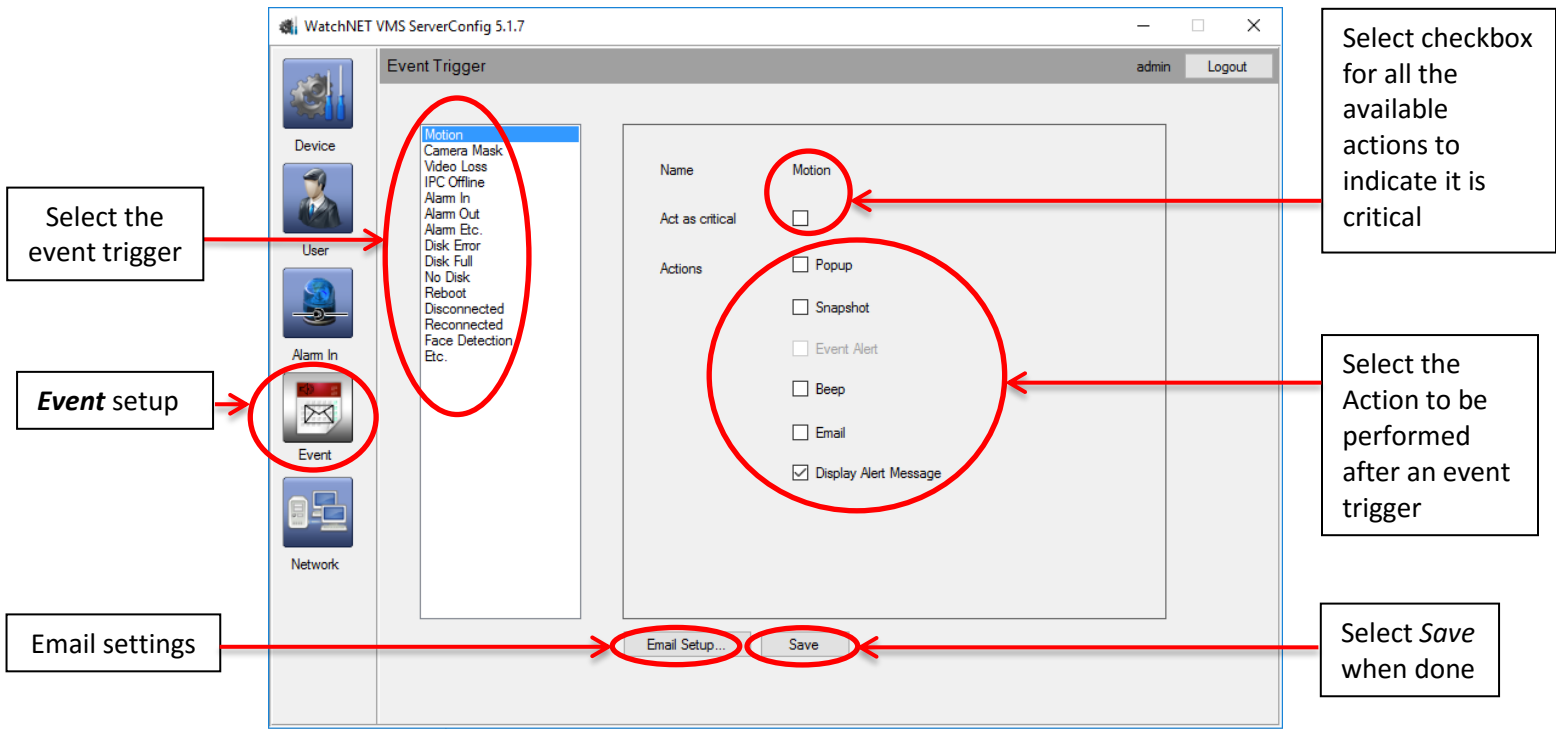 WatchNET VMS ServerConfig 5.1.7
Event Trigger
admin
Logout
Device
User
Alarm In
Event
Network
Motion
Camera Mask
Video Loss
IPC Offline
Alarm In
Alarm Out
Alarm Etc.
Disk Error
Disk Full
No Disk
Reboot
Disconnected
Reconnected
Face Detection
Etc.
Name
Motion
Act as critical
Actions
Popup
Snapshot
Event Alert
Beep
Email
Display Alert Message
Email Setup...
Save
Select the
event trigger
Event setup
Email settings
Select checkbox
for all the
available
actions to
indicate it is
critical
Select the
Action to be
performed
after an event
trigger
Select Save
when done